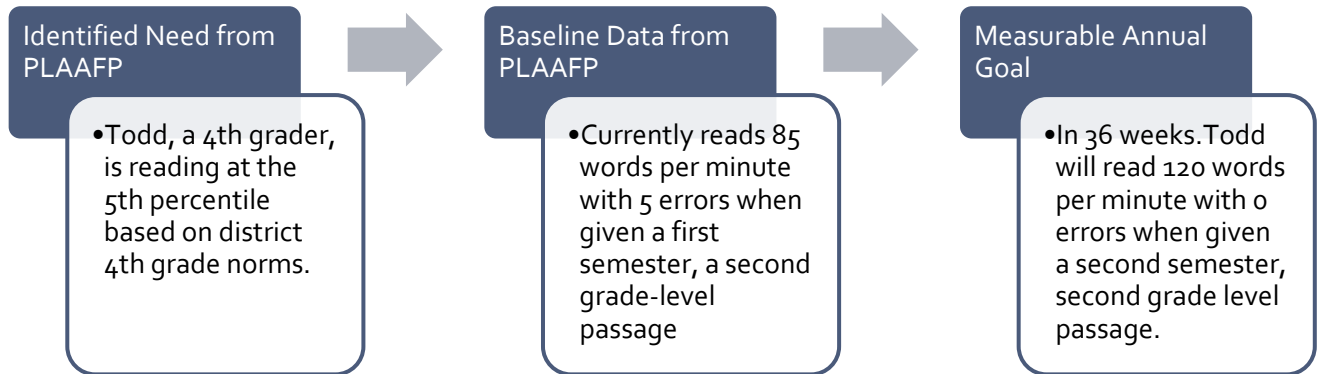 Identified Need from
PLAAFP
•Todd, a 4th grader,
is reading at the
5th percentile
based on district
4th grade norms.
Baseline Data from
PLAAFP
•Currently reads 85
words per minute
with 5 errors when
given a first
semester, a second
grade-level
passage
Measurable Annual
Goal
•In 36 weeks.Todd
will read 120 words
per minute with 0
errors when given
a second semester,
second grade level
passage.